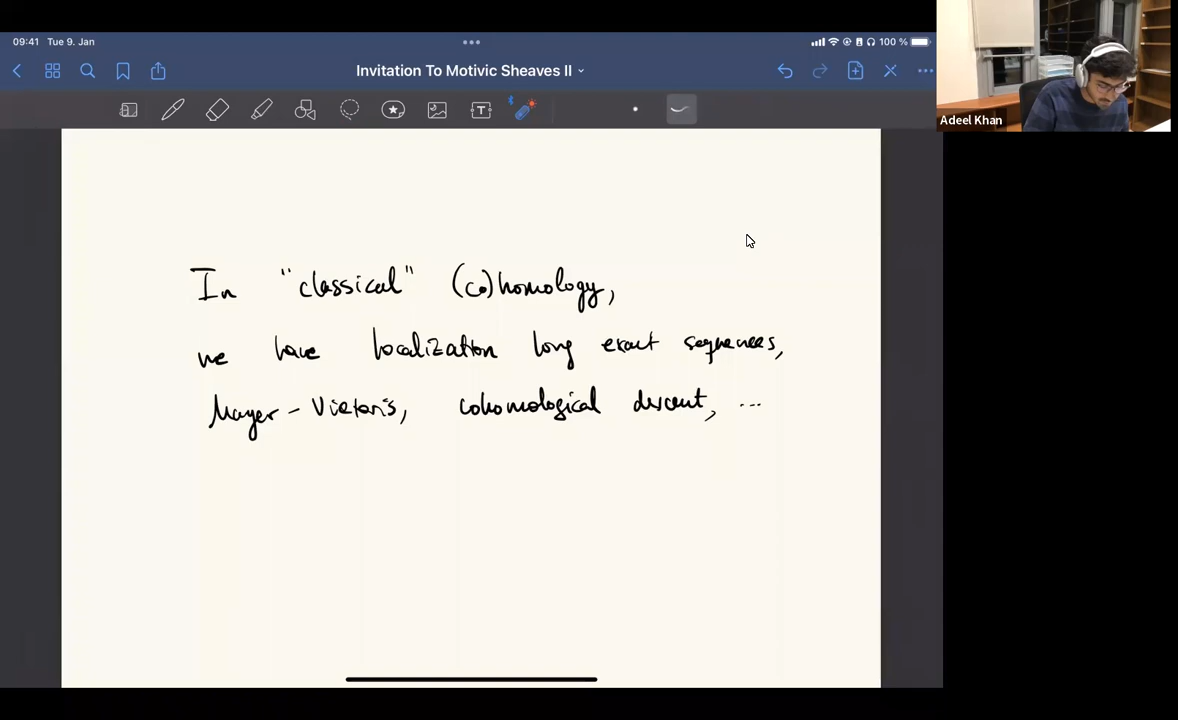 09:41 Tue 9. Jan
100 %
Invitation To Motivic Sheaves II
T
Adeel Khan
In "classical" (co)homology,
we have localization long exact sequences,
Mayer-Vietoris, cohomological descent, ...